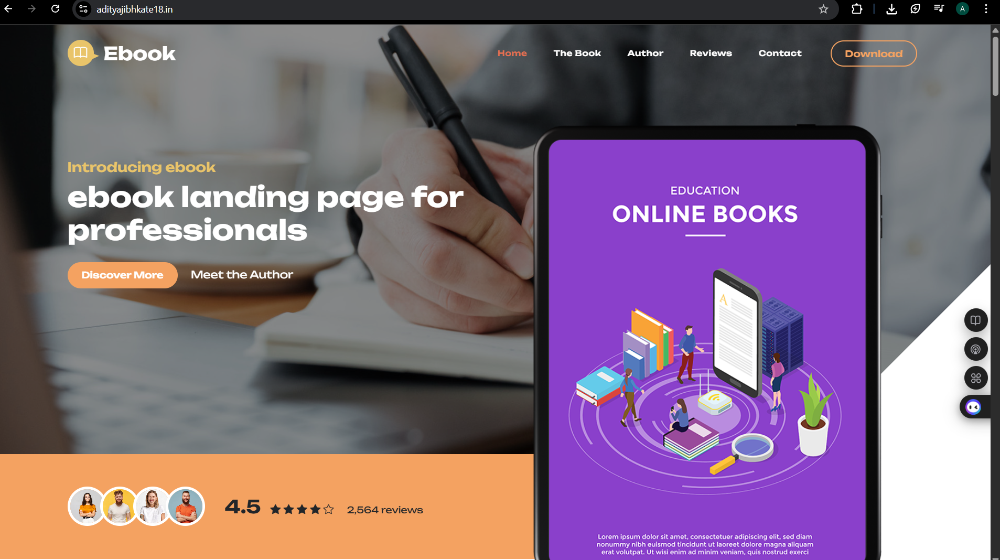 adityajibhkate18.in
A
Ebook
Home
The Book
Author
Reviews
Contact
Download
Introducing ebook
ebook landing page for
professionals
Discover More
Meet the Author
EDUCATION
ONLINE BOOKS
A
4.5
2,564 reviews
Lorem ipsum dolor sit amet, consectetuer adipiscing elit, sed diam
nonummy nibh euismod tincidunt ut laoreet dolore magna aliquam
erat volutpat. Ut wisi enim ad minim veniam, quis nostrud exerci